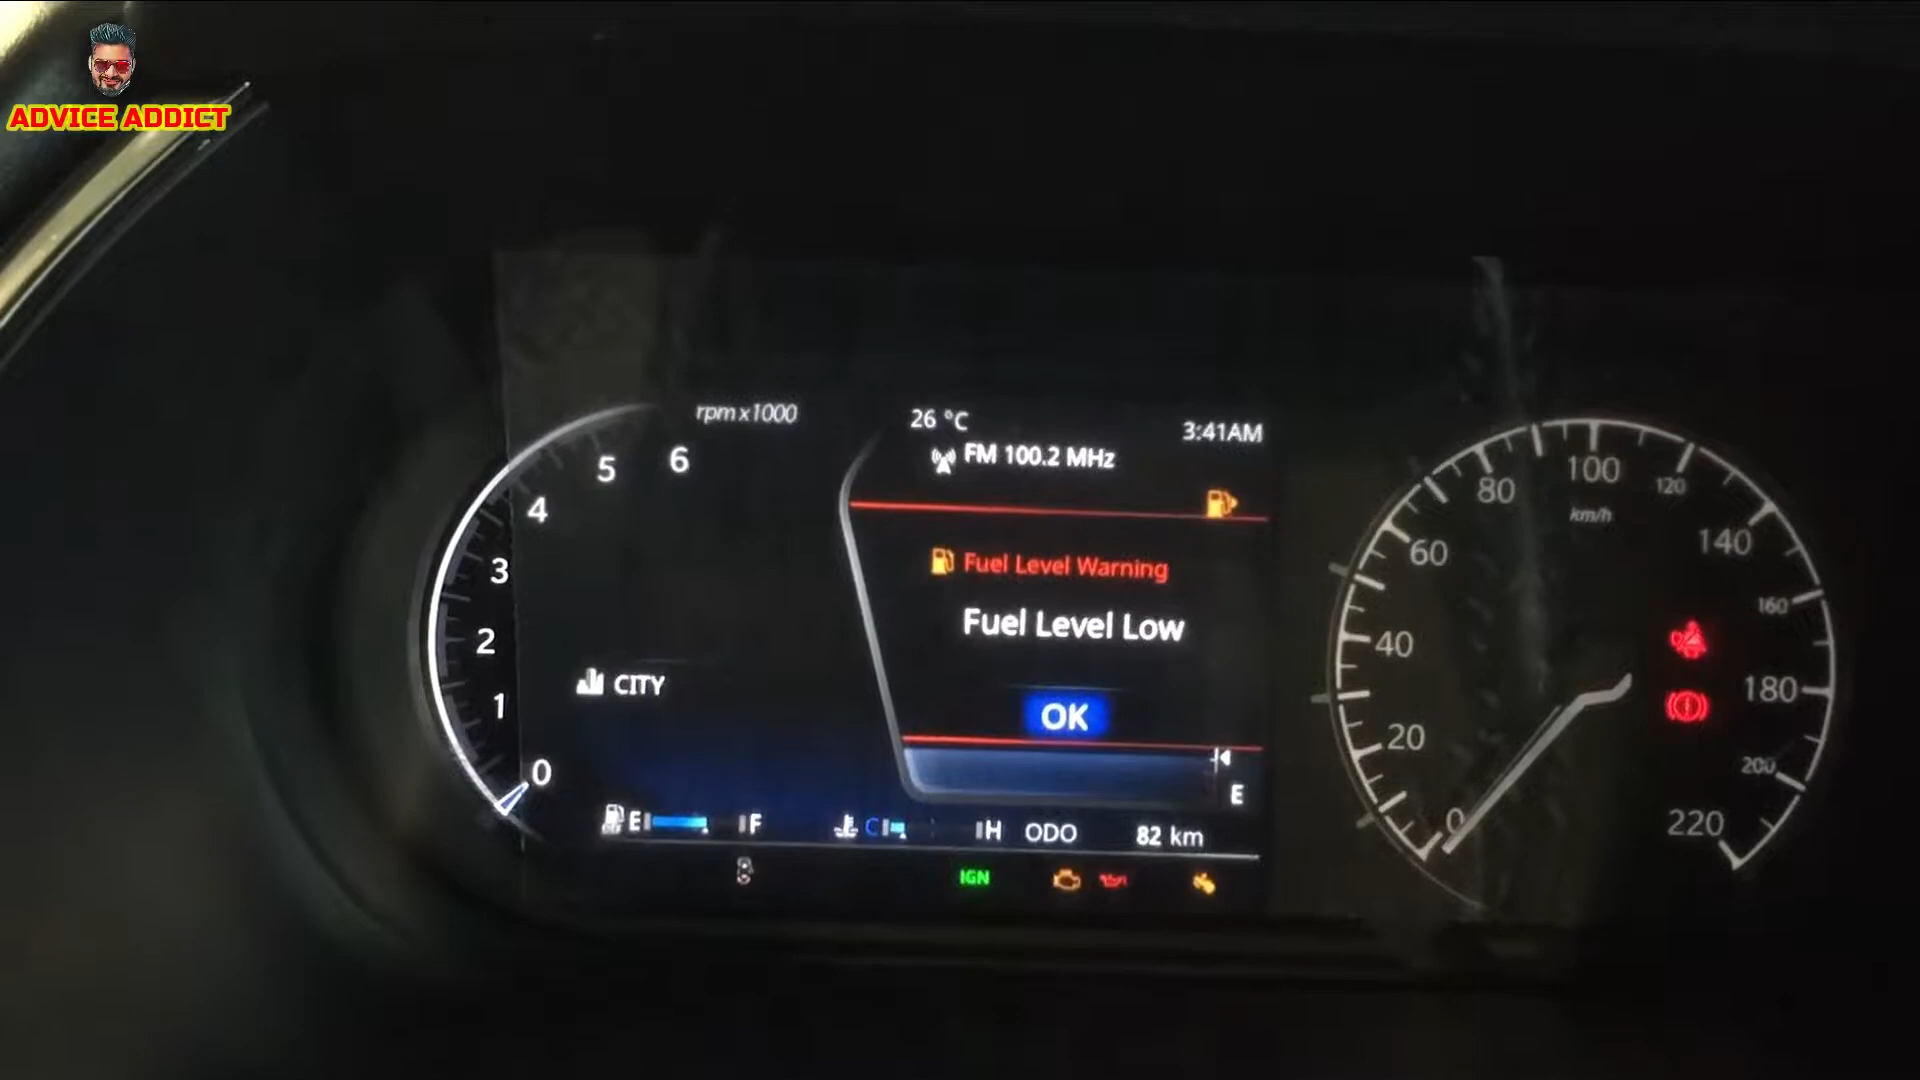 ADVICE ADDICT
rpm x1000
26 °C
3:41AM
FM 100.2 MHz
6
5
4
3
2
1
0
Fuel Level Warning
Fuel Level Low
OK
CITY
E
E F
C H
ODO 82 km
IGN
0
20
40
60
80
100
120
140
160
180
200
220
km/h